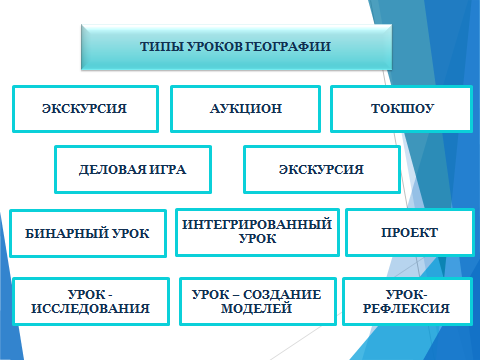 ТИПЫ УРОКОВ ГЕОГРАФИИ
ЭКСКУРСИЯ
АУКЦИОН
ТОКШОУ
ДЕЛОВАЯ ИГРА
ЭКСКУРСИЯ
БИНАРНЫЙ УРОК
ИНТЕГРИРОВАННЫЙ
УРОК
ПРОЕКТ
УРОК -
ИССЛЕДОВАНИЯ
УРОК – СОЗДАНИЕ
МОДЕЛЕЙ
УРОК-
РЕФЛЕКСИЯ